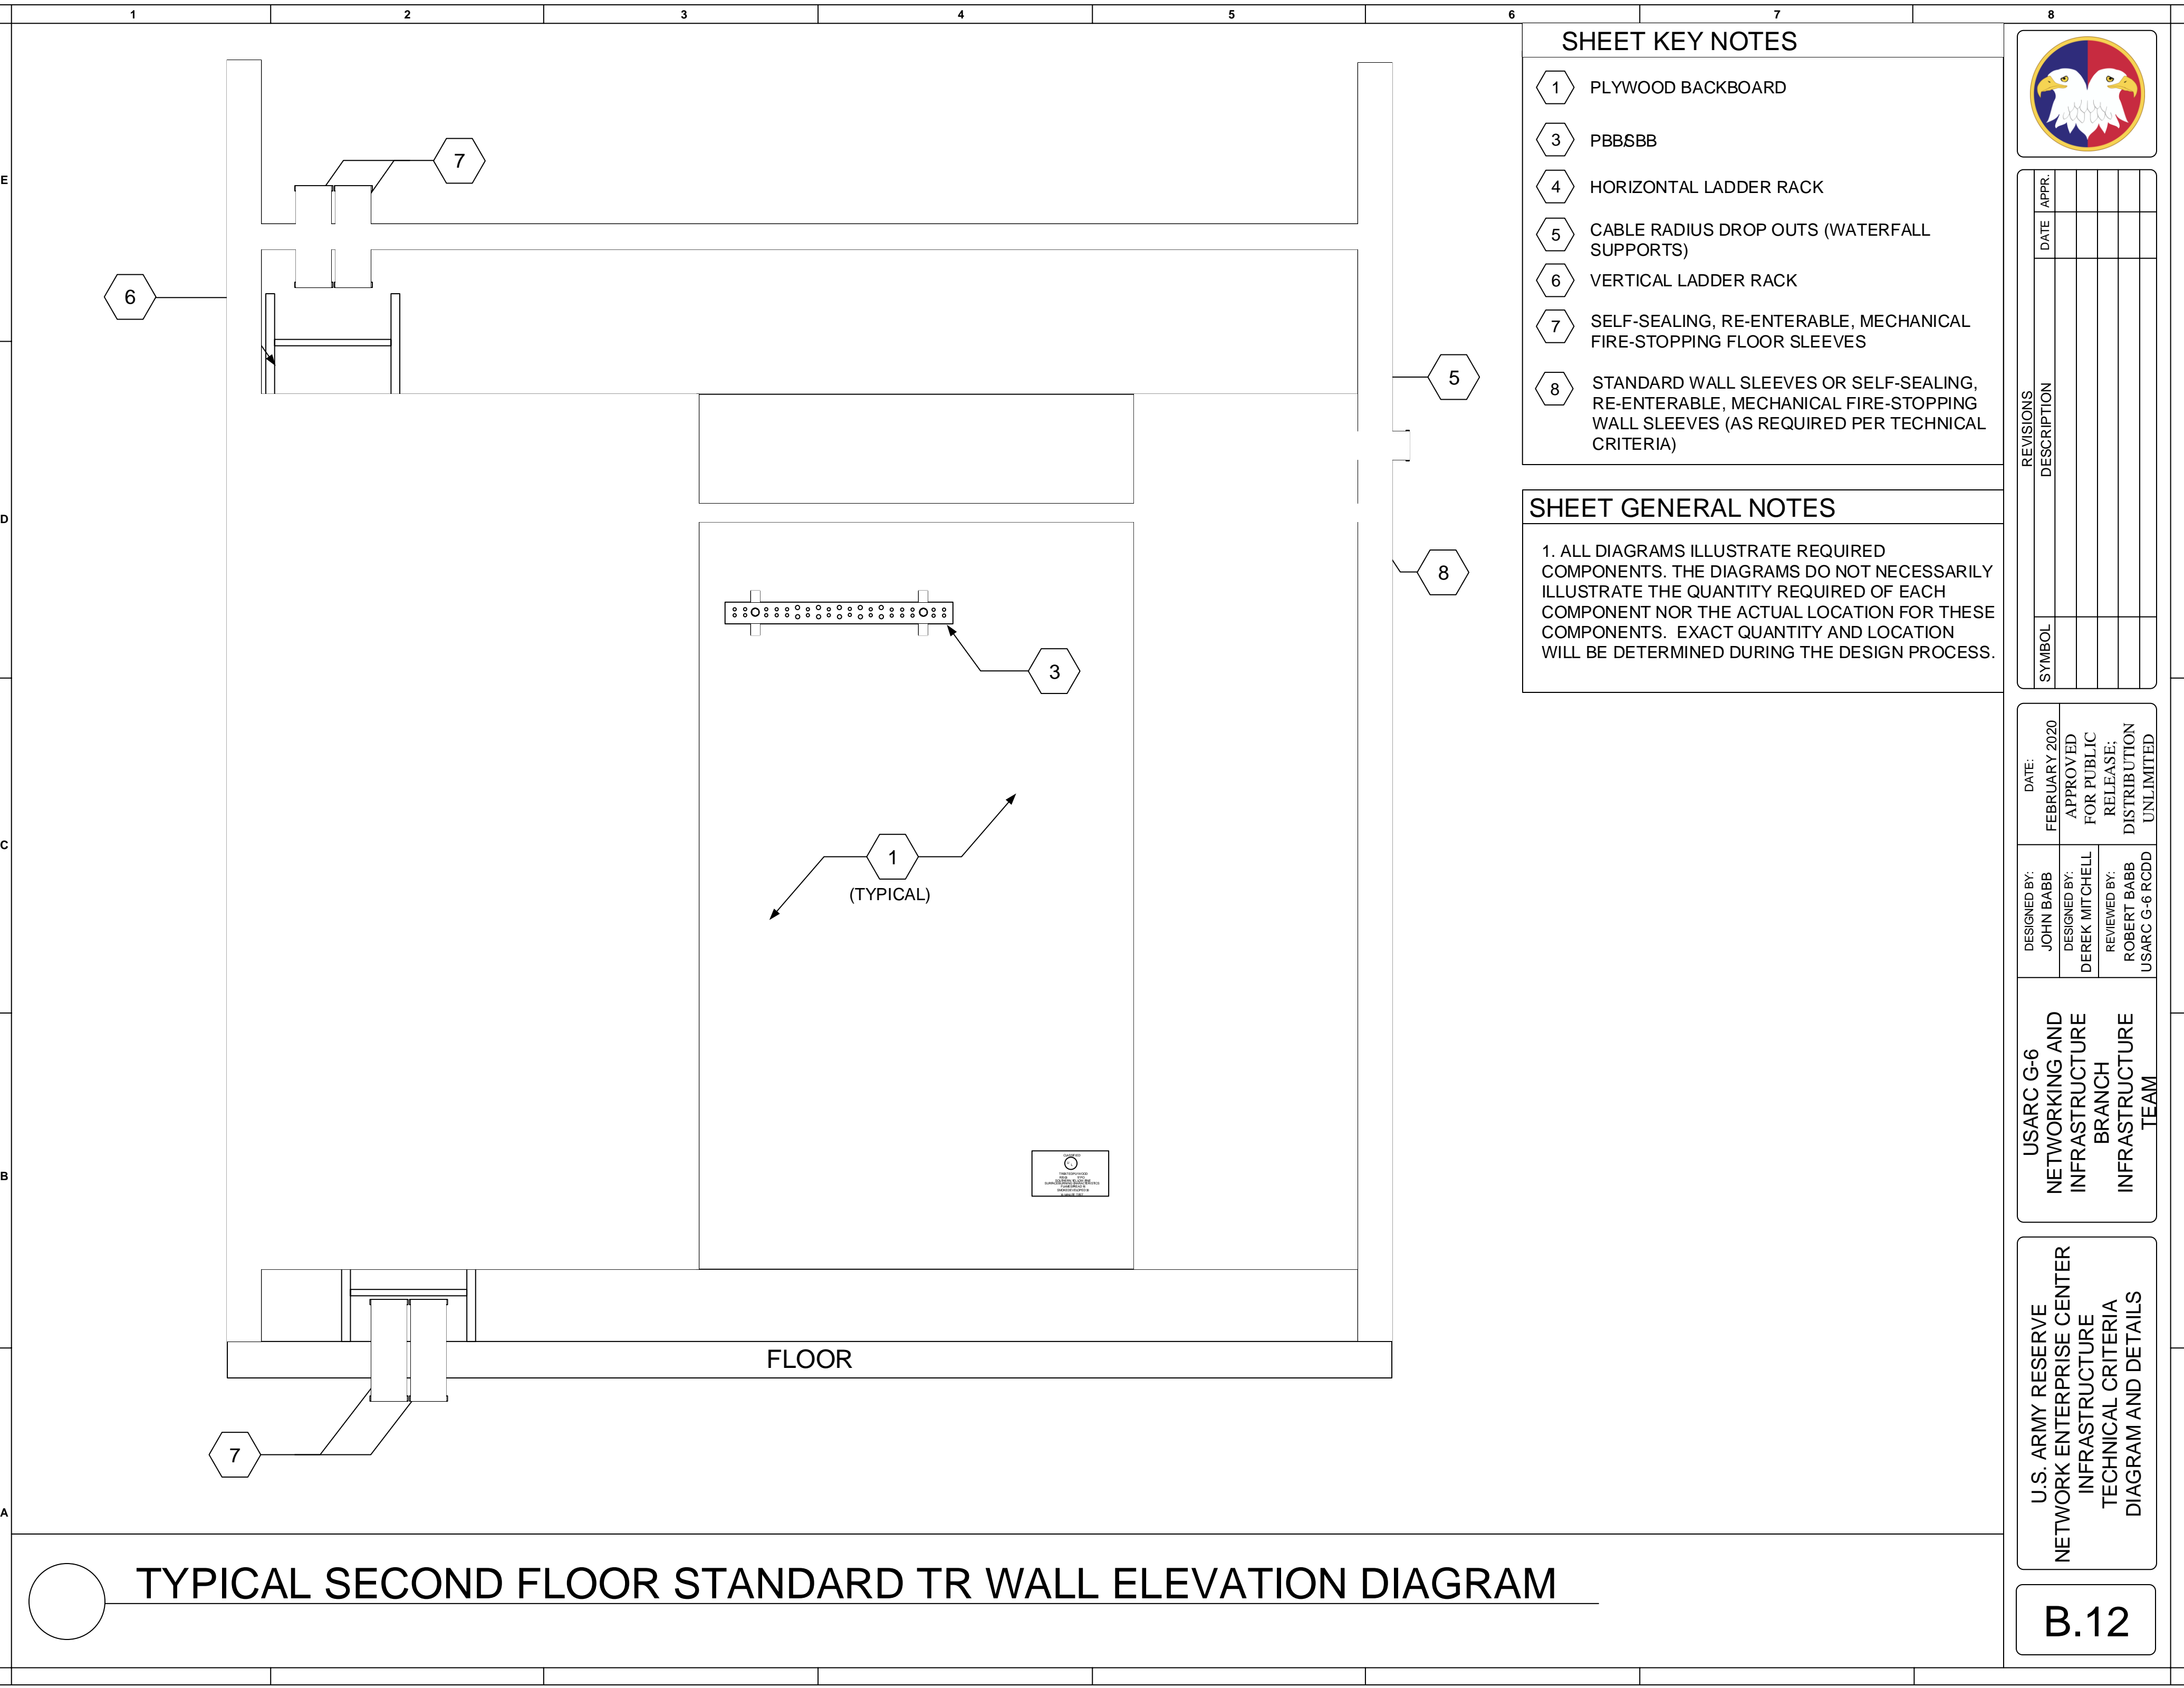 1 2 3 4 5 6 7 8
E
D
C
B
A
7
6
5
8
3
1
(TYPICAL)
FLOOR
7
SHEET KEY NOTES
1 PLYWOOD BACKBOARD
3 PBB/SBB
4 HORIZONTAL LADDER RACK
5 CABLE RADIUS DROP OUTS (WATERFALL
SUPPORTS)
6 VERTICAL LADDER RACK
7 SELF-SEALING, RE-ENTERABLE, MECHANICAL
FIRE-STOPPING FLOOR SLEEVES
8 STANDARD WALL SLEEVES OR SELF-SEALING,
RE-ENTERABLE, MECHANICAL FIRE-STOPPING
WALL SLEEVES (AS REQUIRED PER TECHNICAL
CRITERIA)
SHEET GENERAL NOTES
1. ALL DIAGRAMS ILLUSTRATE REQUIRED
COMPONENTS. THE DIAGRAMS DO NOT NECESSARILY
ILLUSTRATE THE QUANTITY REQUIRED OF EACH
COMPONENT NOR THE ACTUAL LOCATION FOR THESE
COMPONENTS. EXACT QUANTITY AND LOCATION
WILL BE DETERMINED DURING THE DESIGN PROCESS.
REVISIONS
SYMBOL DESCRIPTION DATE APPR.
DATE:
FEBRUARY 2020
APPROVED
FOR PUBLIC
RELEASE;
DISTRIBUTION
UNLIMITED
DESIGNED BY:
JOHN BABB
DESIGNED BY:
DEREK MITCHELL
REVIEWED BY:
ROBERT BABB
USARC G-6 RCDD
USARC G-6
NETWORKING AND
INFRASTRUCTURE
BRANCH
INFRASTRUCTURE
TEAM
U.S. ARMY RESERVE
NETWORK ENTERPRISE CENTER
INFRASTRUCTURE
TECHNICAL CRITERIA
DIAGRAM AND DETAILS
B.12
TYPICAL SECOND FLOOR STANDARD TR WALL ELEVATION DIAGRAM